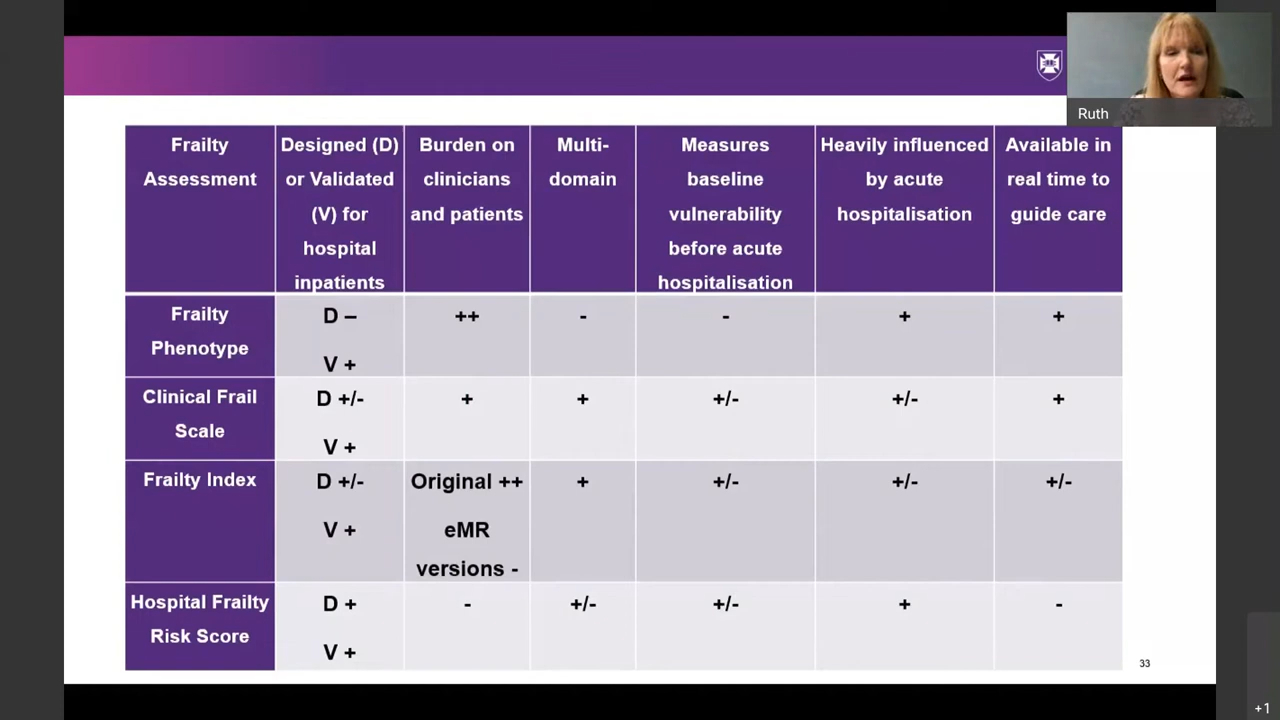 Ruth
Frailty
Assessment
Designed (D)
or Validated
(V) for
hospital
inpatients
Burden on
clinicians
and patients
Multi-
domain
Measures
baseline
vulnerability
before acute
hospitalisation
Heavily influenced
by acute
hospitalisation
Available in
real time to
guide care
Frailty
Phenotype
D –
V +
++
-
-
+
+
Clinical Frail
Scale
D +/-
V +
+
+
+/-
+/-
+
Frailty Index
D +/-
V +
Original ++
eMR
versions -
+
+/-
+/-
+/-
Hospital Frailty
Risk Score
D +
V +
-
+/-
+/-
+
-
33
+1